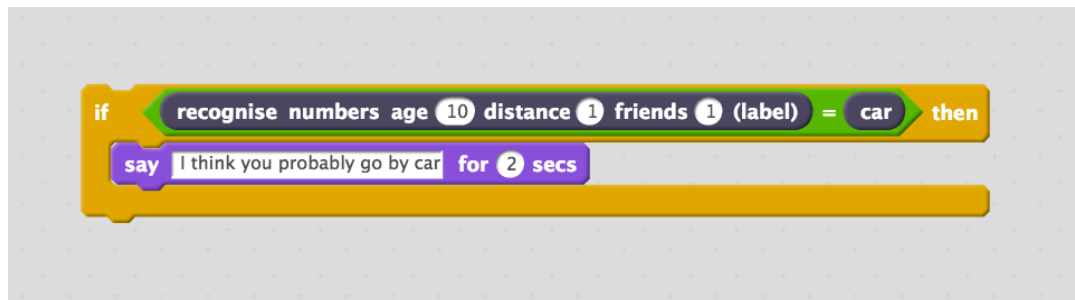 if recognise numbers age 10 distance 1 friends 1 (label) = car then
say I think you probably go by car for 2 secs